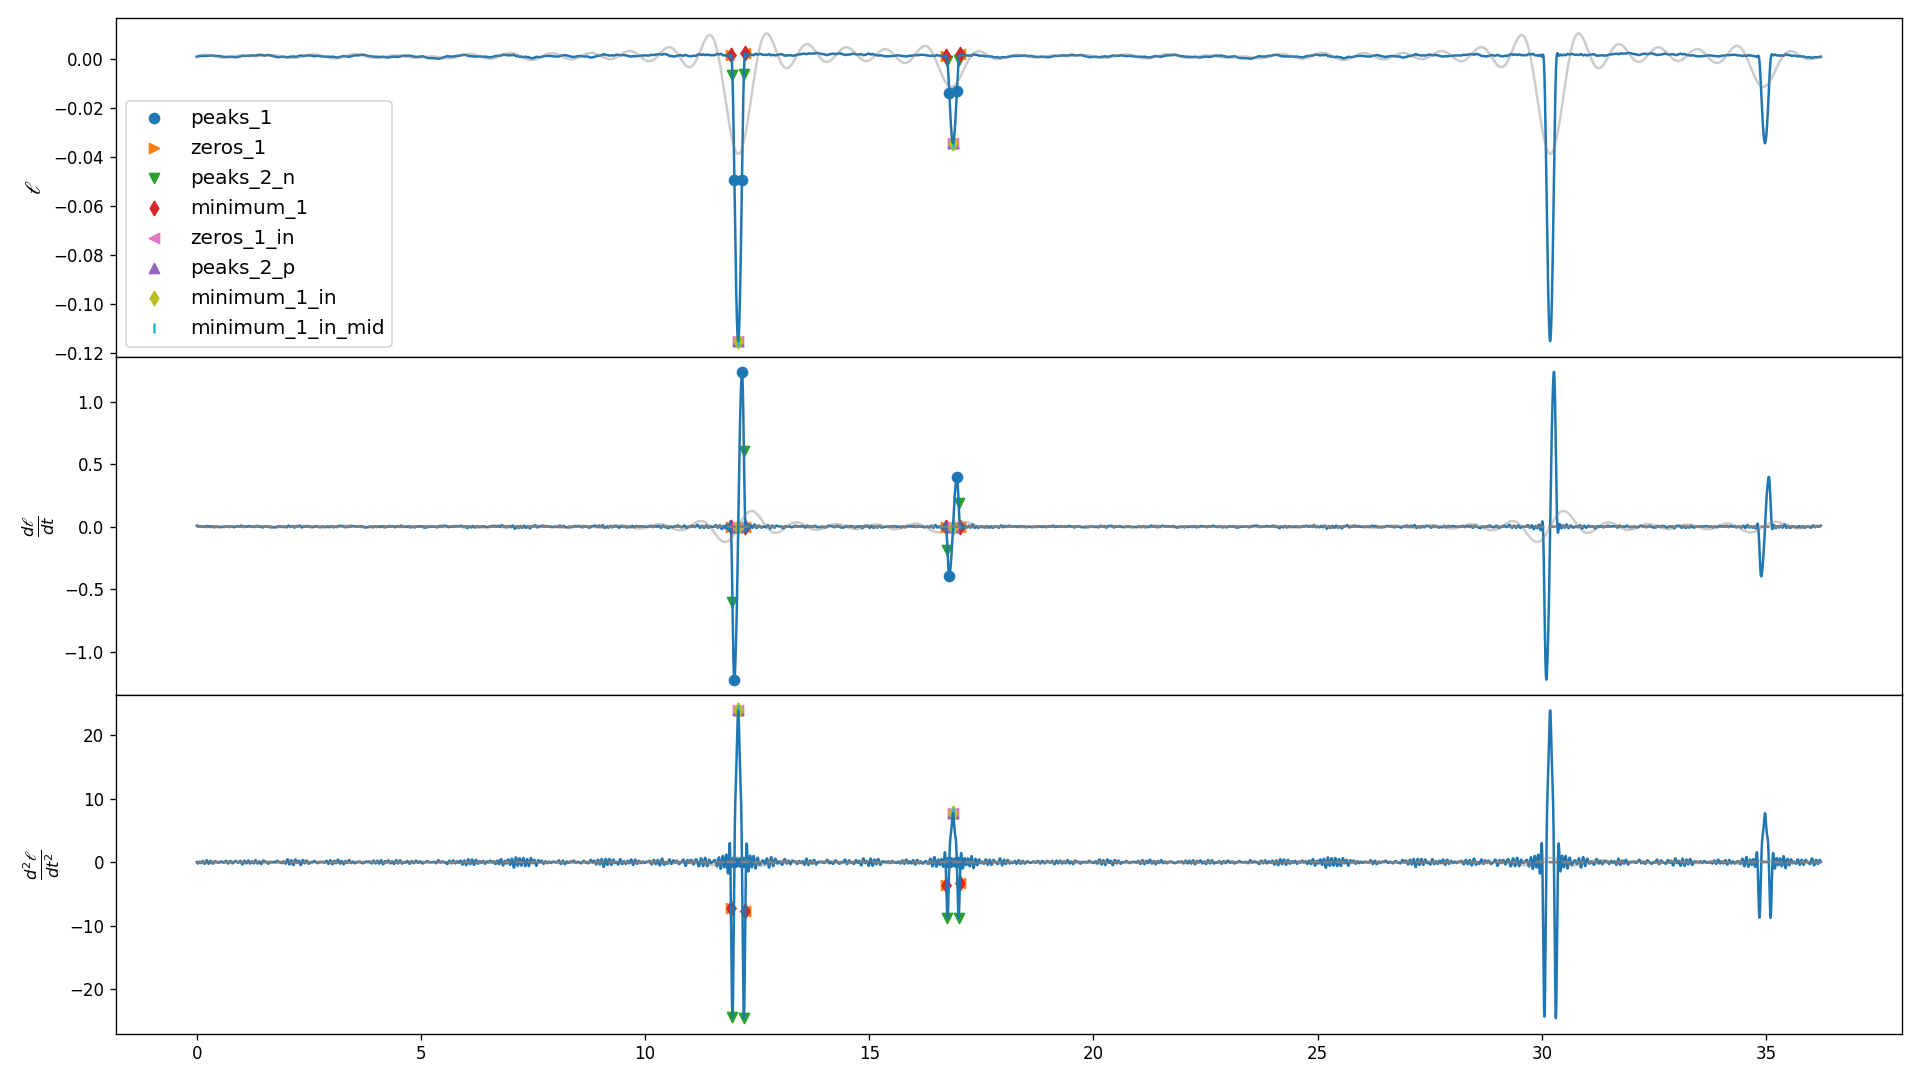 0.00
−0.02
−0.04
−0.06
−0.08
−0.10
−0.12
ℓ
peaks_1
zeros_1
peaks_2_n
minimum_1
zeros_1_in
peaks_2_p
minimum_1_in
minimum_1_in_mid
1.0
0.5
0.0
−0.5
−1.0
dℓ
dt
20
10
0
−10
−20
d²ℓ
dt²
0 5 10 15 20 25 30 35